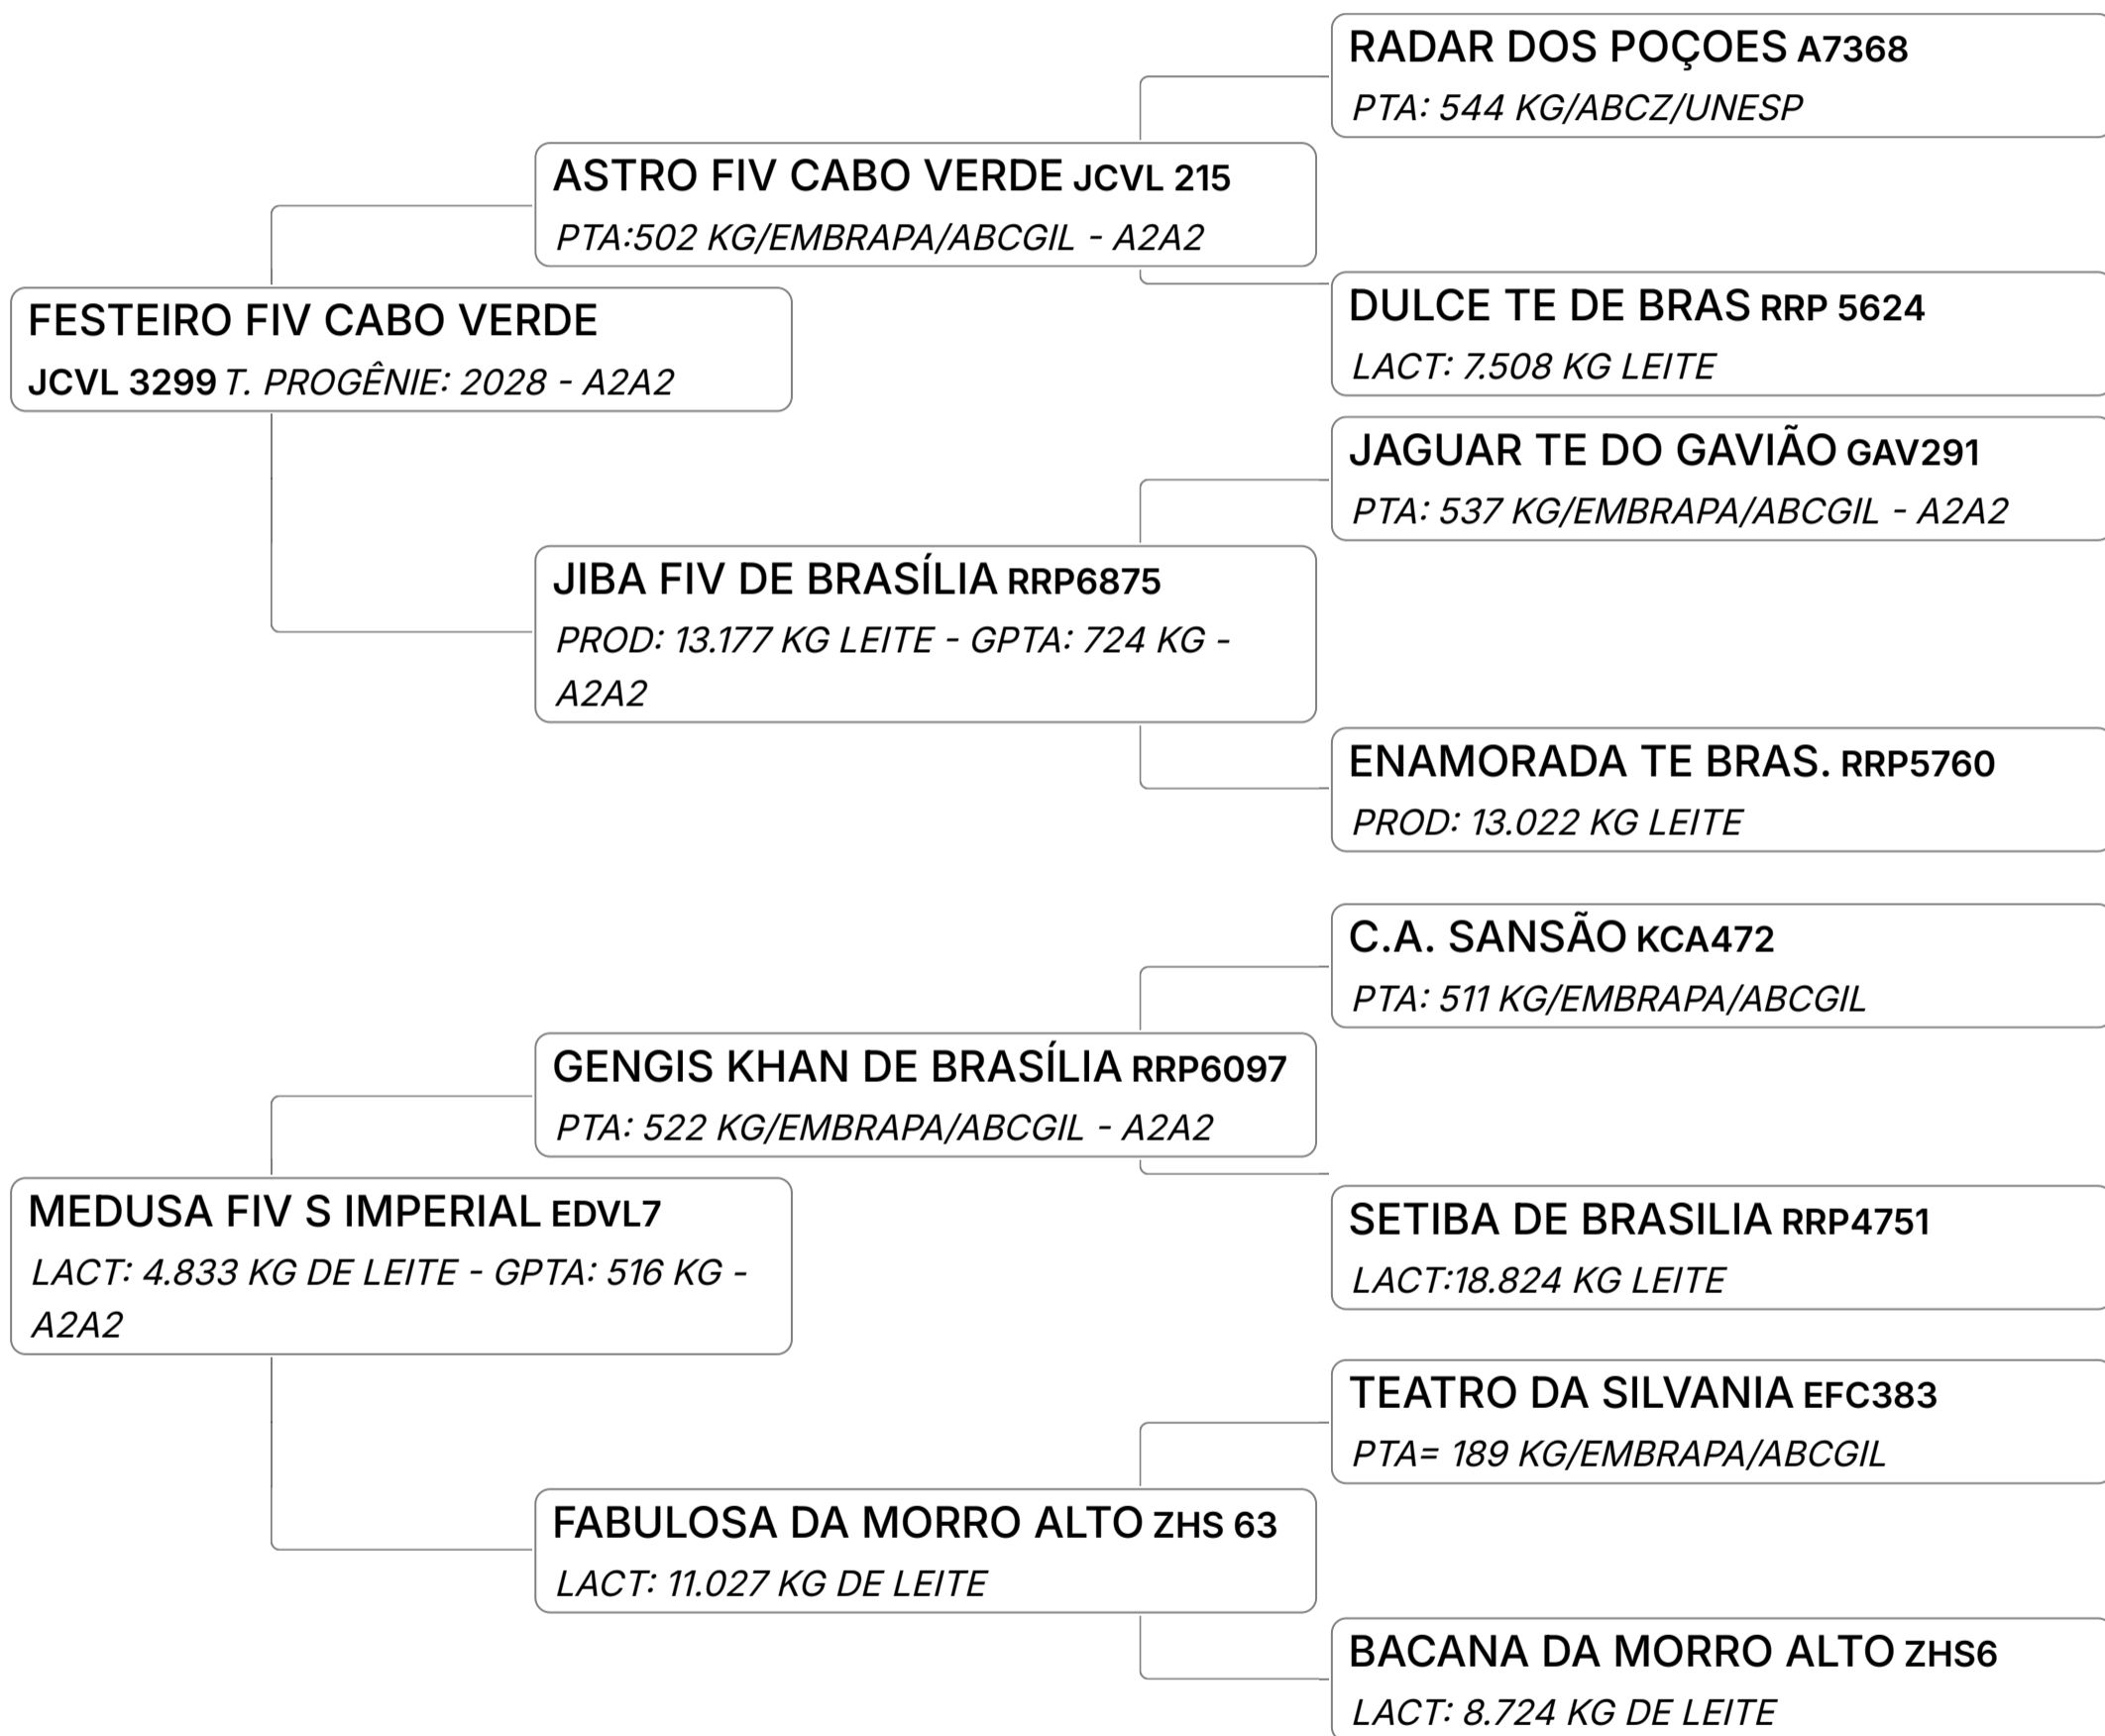 RADAR DOS POÇOES A7368
PTA: 544 KG/ABCZ/UNESP
ASTRO FIV CABO VERDE JCVL 215
PTA:502 KG/EMBRAPA/ABCGIL - A2A2
DULCE TE DE BRAS RRP 5624
LACT: 7.508 KG LEITE
FESTEIRO FIV CABO VERDE
JCVL 3299 T. PROGÊNIE: 2028 - A2A2
JAGUAR TE DO GAVIÃO GAV291
PTA: 537 KG/EMBRAPA/ABCGIL - A2A2
JIBA FIV DE BRASÍLIA RRP6875
PROD: 13.177 KG LEITE - GPTA: 724 KG -
A2A2
ENAMORADA TE BRAS. RRP5760
PROD: 13.022 KG LEITE
C.A. SANSÃO KCA472
PTA: 511 KG/EMBRAPA/ABCGIL
GENGIS KHAN DE BRASÍLIA RRP6097
PTA: 522 KG/EMBRAPA/ABCGIL - A2A2
SETIBA DE BRASILIA RRP4751
LACT:18.824 KG LEITE
MEDUSA FIV S IMPERIAL EDVL7
LACT: 4.833 KG DE LEITE - GPTA: 516 KG -
A2A2
TEATRO DA SILVANIA EFC383
PTA= 189 KG/EMBRAPA/ABCGIL
FABULOSA DA MORRO ALTO ZHS 63
LACT: 11.027 KG DE LEITE
BACANA DA MORRO ALTO ZHS6
LACT: 8.724 KG DE LEITE